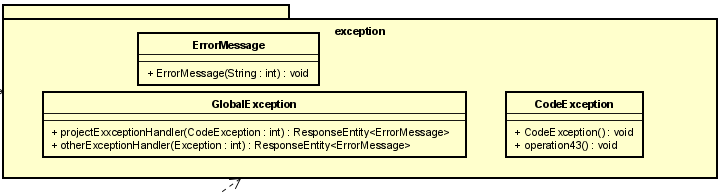 exception
ErrorMessage
+ ErrorMessage(String : int) : void
GlobalException
+ projectExxceptionHandler(CodeException : int) : ResponseEntity<ErrorMessage>
+ otherExceptionHandler(Exception : int) : ResponseEntity<ErrorMessage>
CodeException
+ CodeException() : void
+ operation43() : void